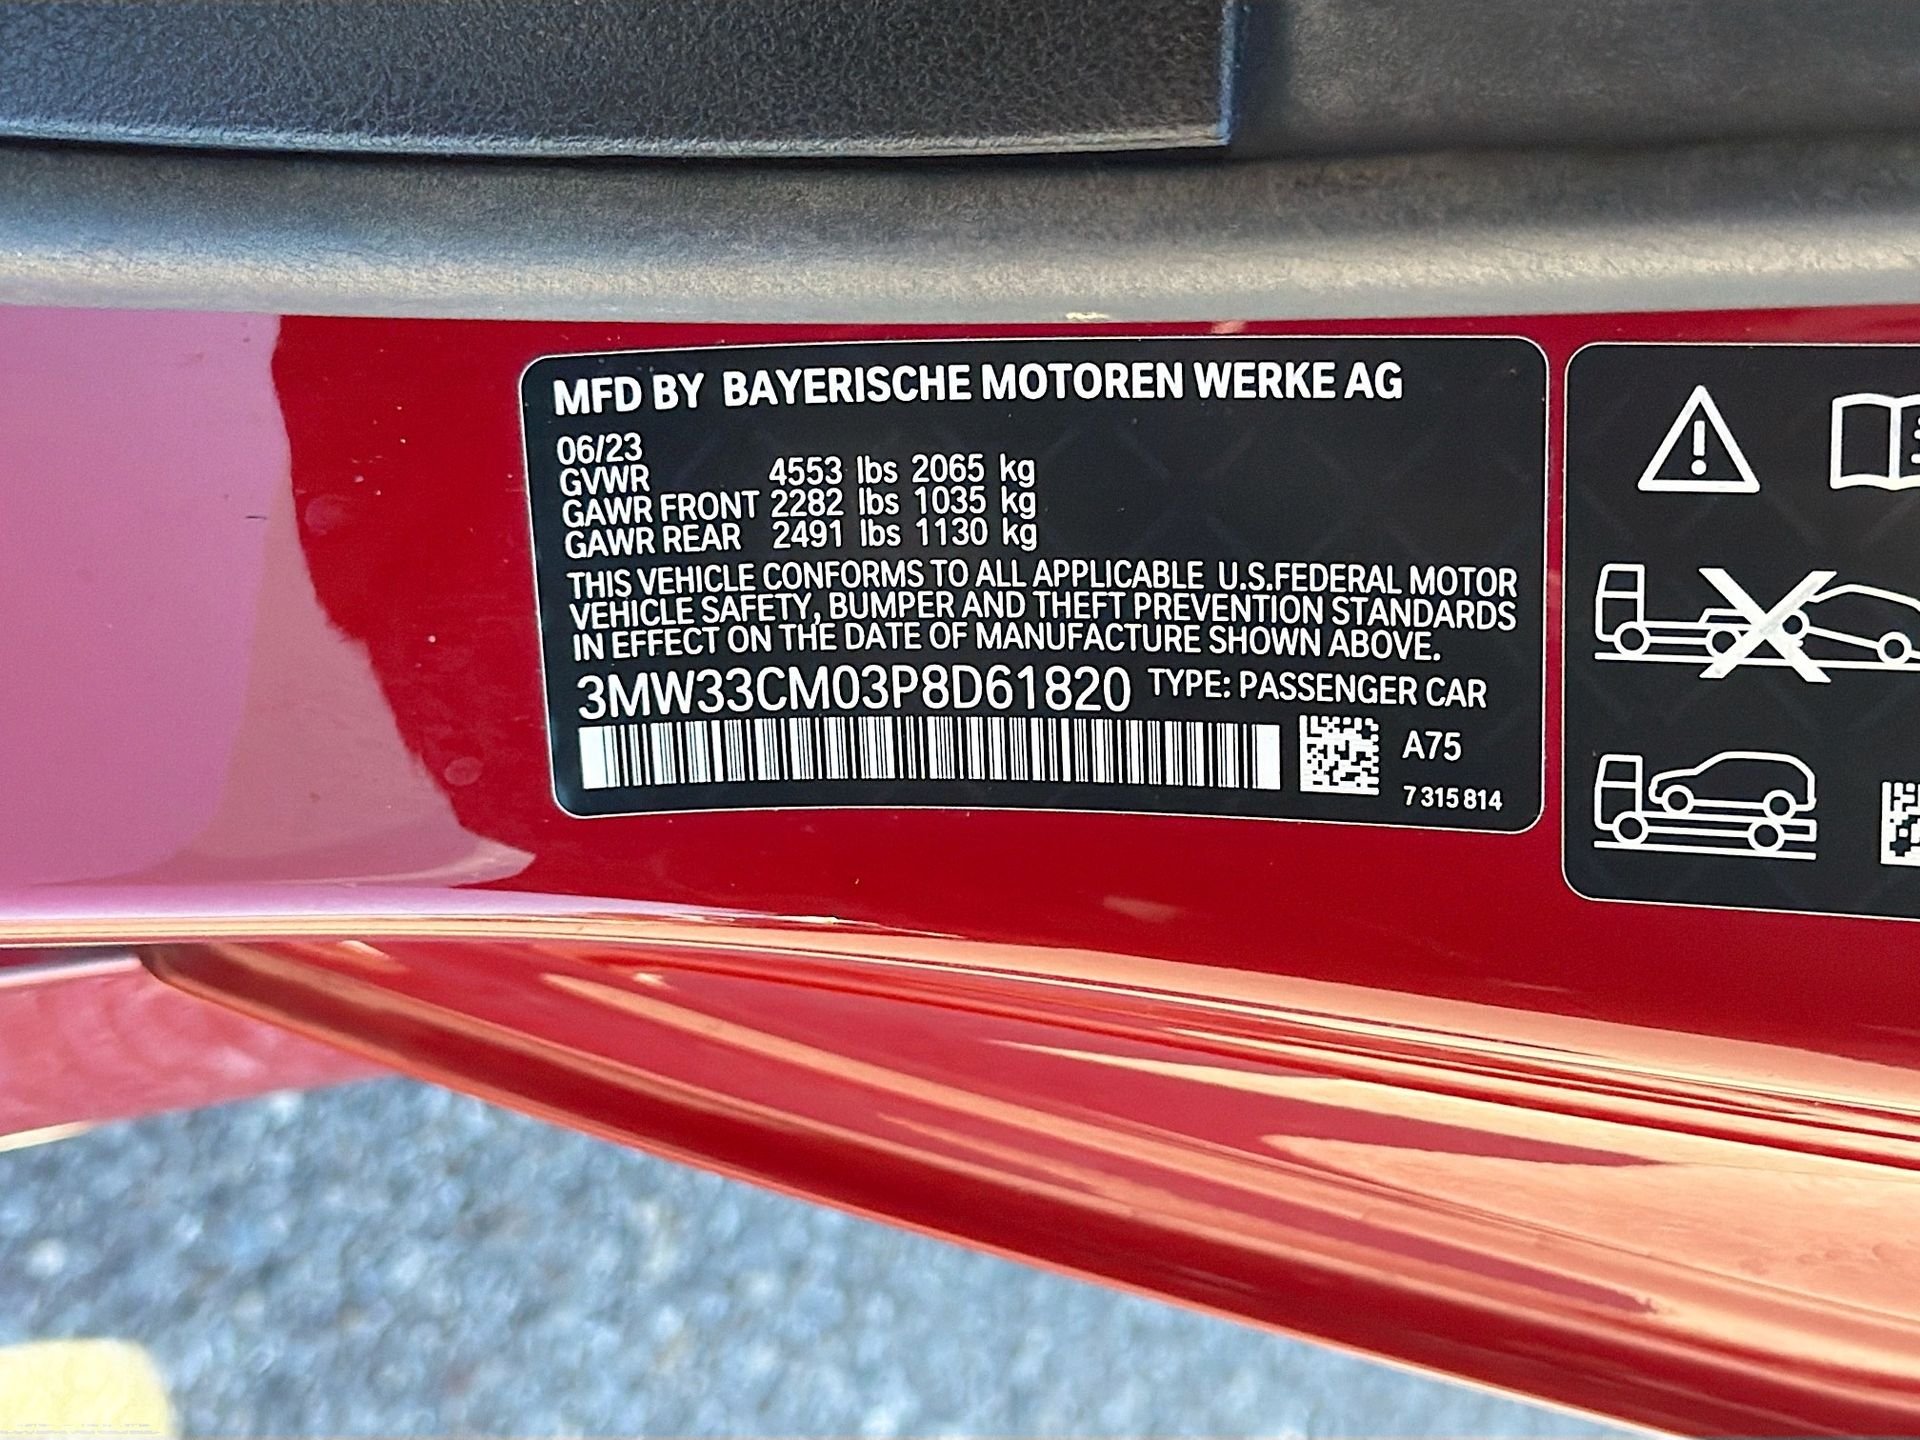 MFD BY BAYERISCHE MOTOREN WERKE AG
06/23
GVWR 4553 lbs 2065 kg
GAWR FRONT 2282 lbs 1035 kg
GAWR REAR 2491 lbs 1130 kg
THIS VEHICLE CONFORMS TO ALL APPLICABLE U.S.FEDERAL MOTOR
VEHICLE SAFETY, BUMPER AND THEFT PREVENTION STANDARDS
IN EFFECT ON THE DATE OF MANUFACTURE SHOWN ABOVE.
3MW33CM03P8D61820 TYPE: PASSENGER CAR
A75
7 315 814